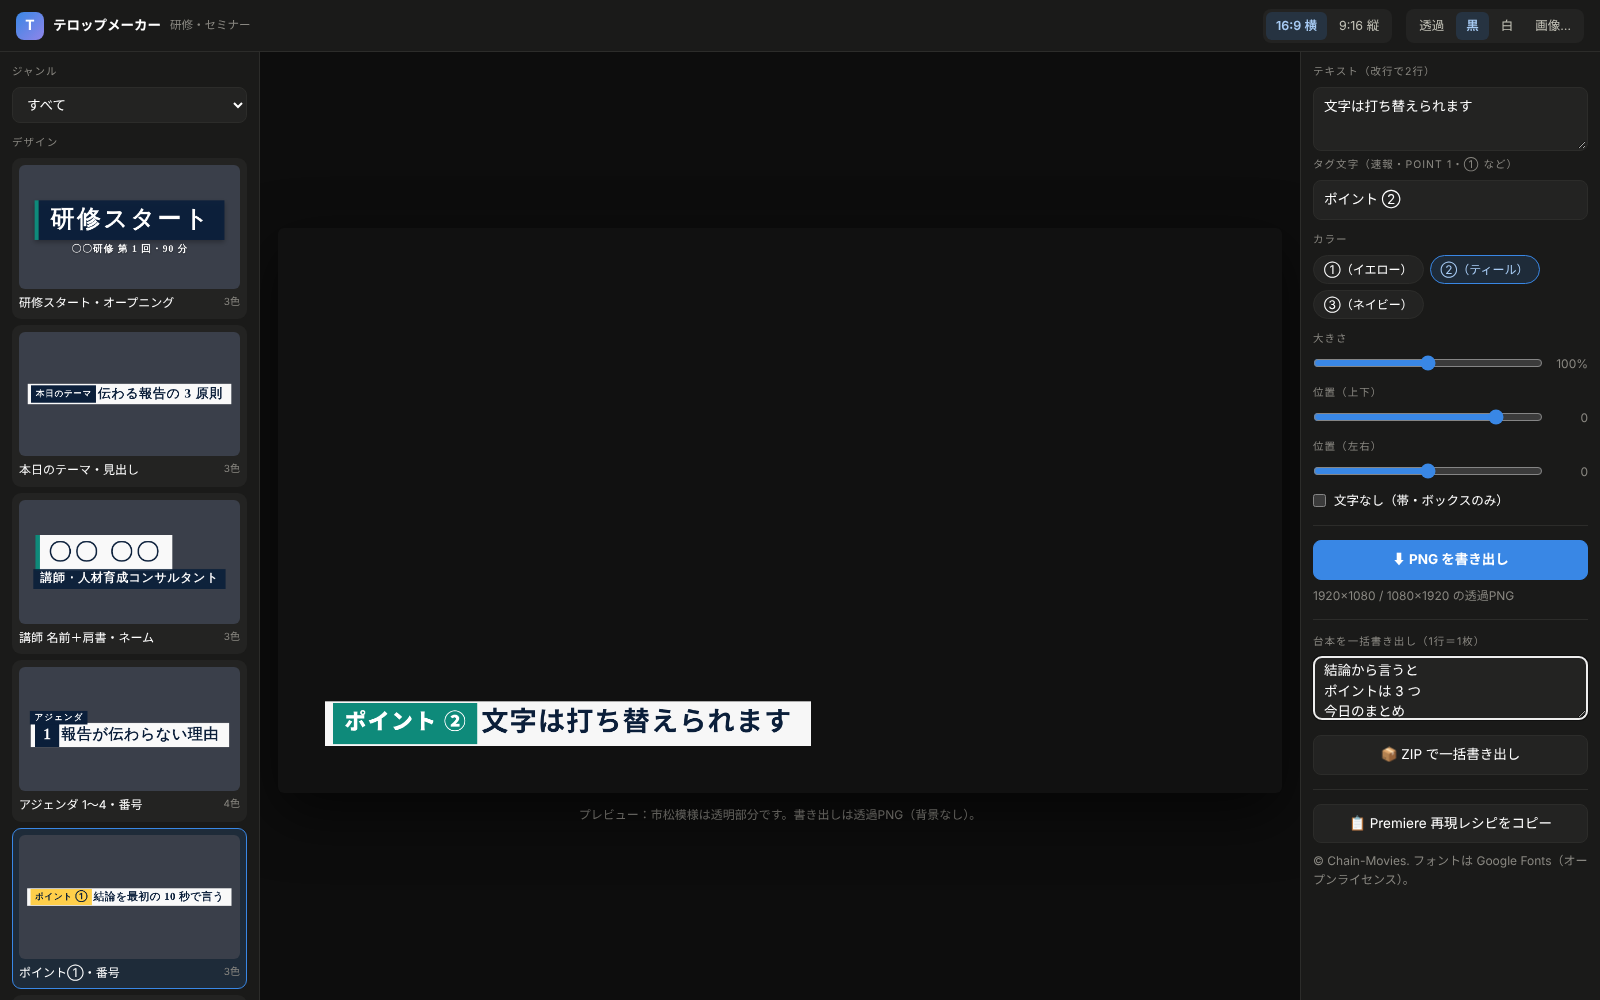 T テロップメーカー 研修・セミナー
16:9 横 9:16 縦 透過 黒 白 画像...
ジャンル
すべて
デザイン
研修スタート
〇〇研修 第 1 回・90 分
研修スタート・オープニング 3色
本日のテーマ 伝わる報告の 3 原則
本日のテーマ・見出し 3色
〇〇 〇〇
講師・人材育成コンサルタント
講師 名前＋肩書・ネーム 3色
アジェンダ
1 報告が伝わらない理由
アジェンダ 1〜4・番号 4色
ポイント ① 結論を最初の 10 秒で言う
ポイント①・番号 3色
ポイント ② 文字は打ち替えられます
プレビュー：市松模様は透明部分です。書き出しは透過PNG（背景なし）。
テキスト（改行で2行）
文字は打ち替えられます
タグ文字（速報・POINT 1・① など）
ポイント ②
カラー
①（イエロー） ②（ティール）
③（ネイビー）
大きさ
100%
位置（上下）
0
位置（左右）
0
文字なし（帯・ボックスのみ）
⬇ PNG を書き出し
1920×1080 / 1080×1920 の透過PNG
台本を一括書き出し（1行＝1枚）
結論から言うと
ポイントは 3 つ
今日のまとめ
📦 ZIP で一括書き出し
📋 Premiere 再現レシピをコピー
© Chain-Movies. フォントは Google Fonts（オー
プンライセンス）。